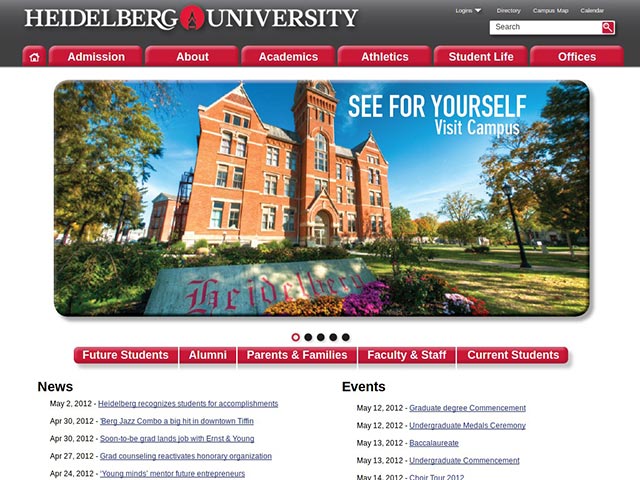 HEIDELBERG UNIVERSITY
Logins Directory Campus Map Calendar
Search
Admission About Academics Athletics Student Life Offices
SEE FOR YOURSELF
Visit Campus
Heidelberg
Future Students Alumni Parents & Families Faculty & Staff Current Students
News
May 2, 2012 - Heidelberg recognizes students for accomplishments
Apr 30, 2012 - 'Berg Jazz Combo a big hit in downtown Tiffin
Apr 30, 2012 - Soon-to-be grad lands job with Ernst & Young
Apr 27, 2012 - Grad counseling reactivates honorary organization
Apr 24, 2012 - 'Young minds' mentor future entrepreneurs
Events
May 12, 2012 - Graduate degree Commencement
May 12, 2012 - Undergraduate Medals Ceremony
May 13, 2012 - Baccalaureate
May 13, 2012 - Undergraduate Commencement
May 14, 2012 - Choir Tour 2012